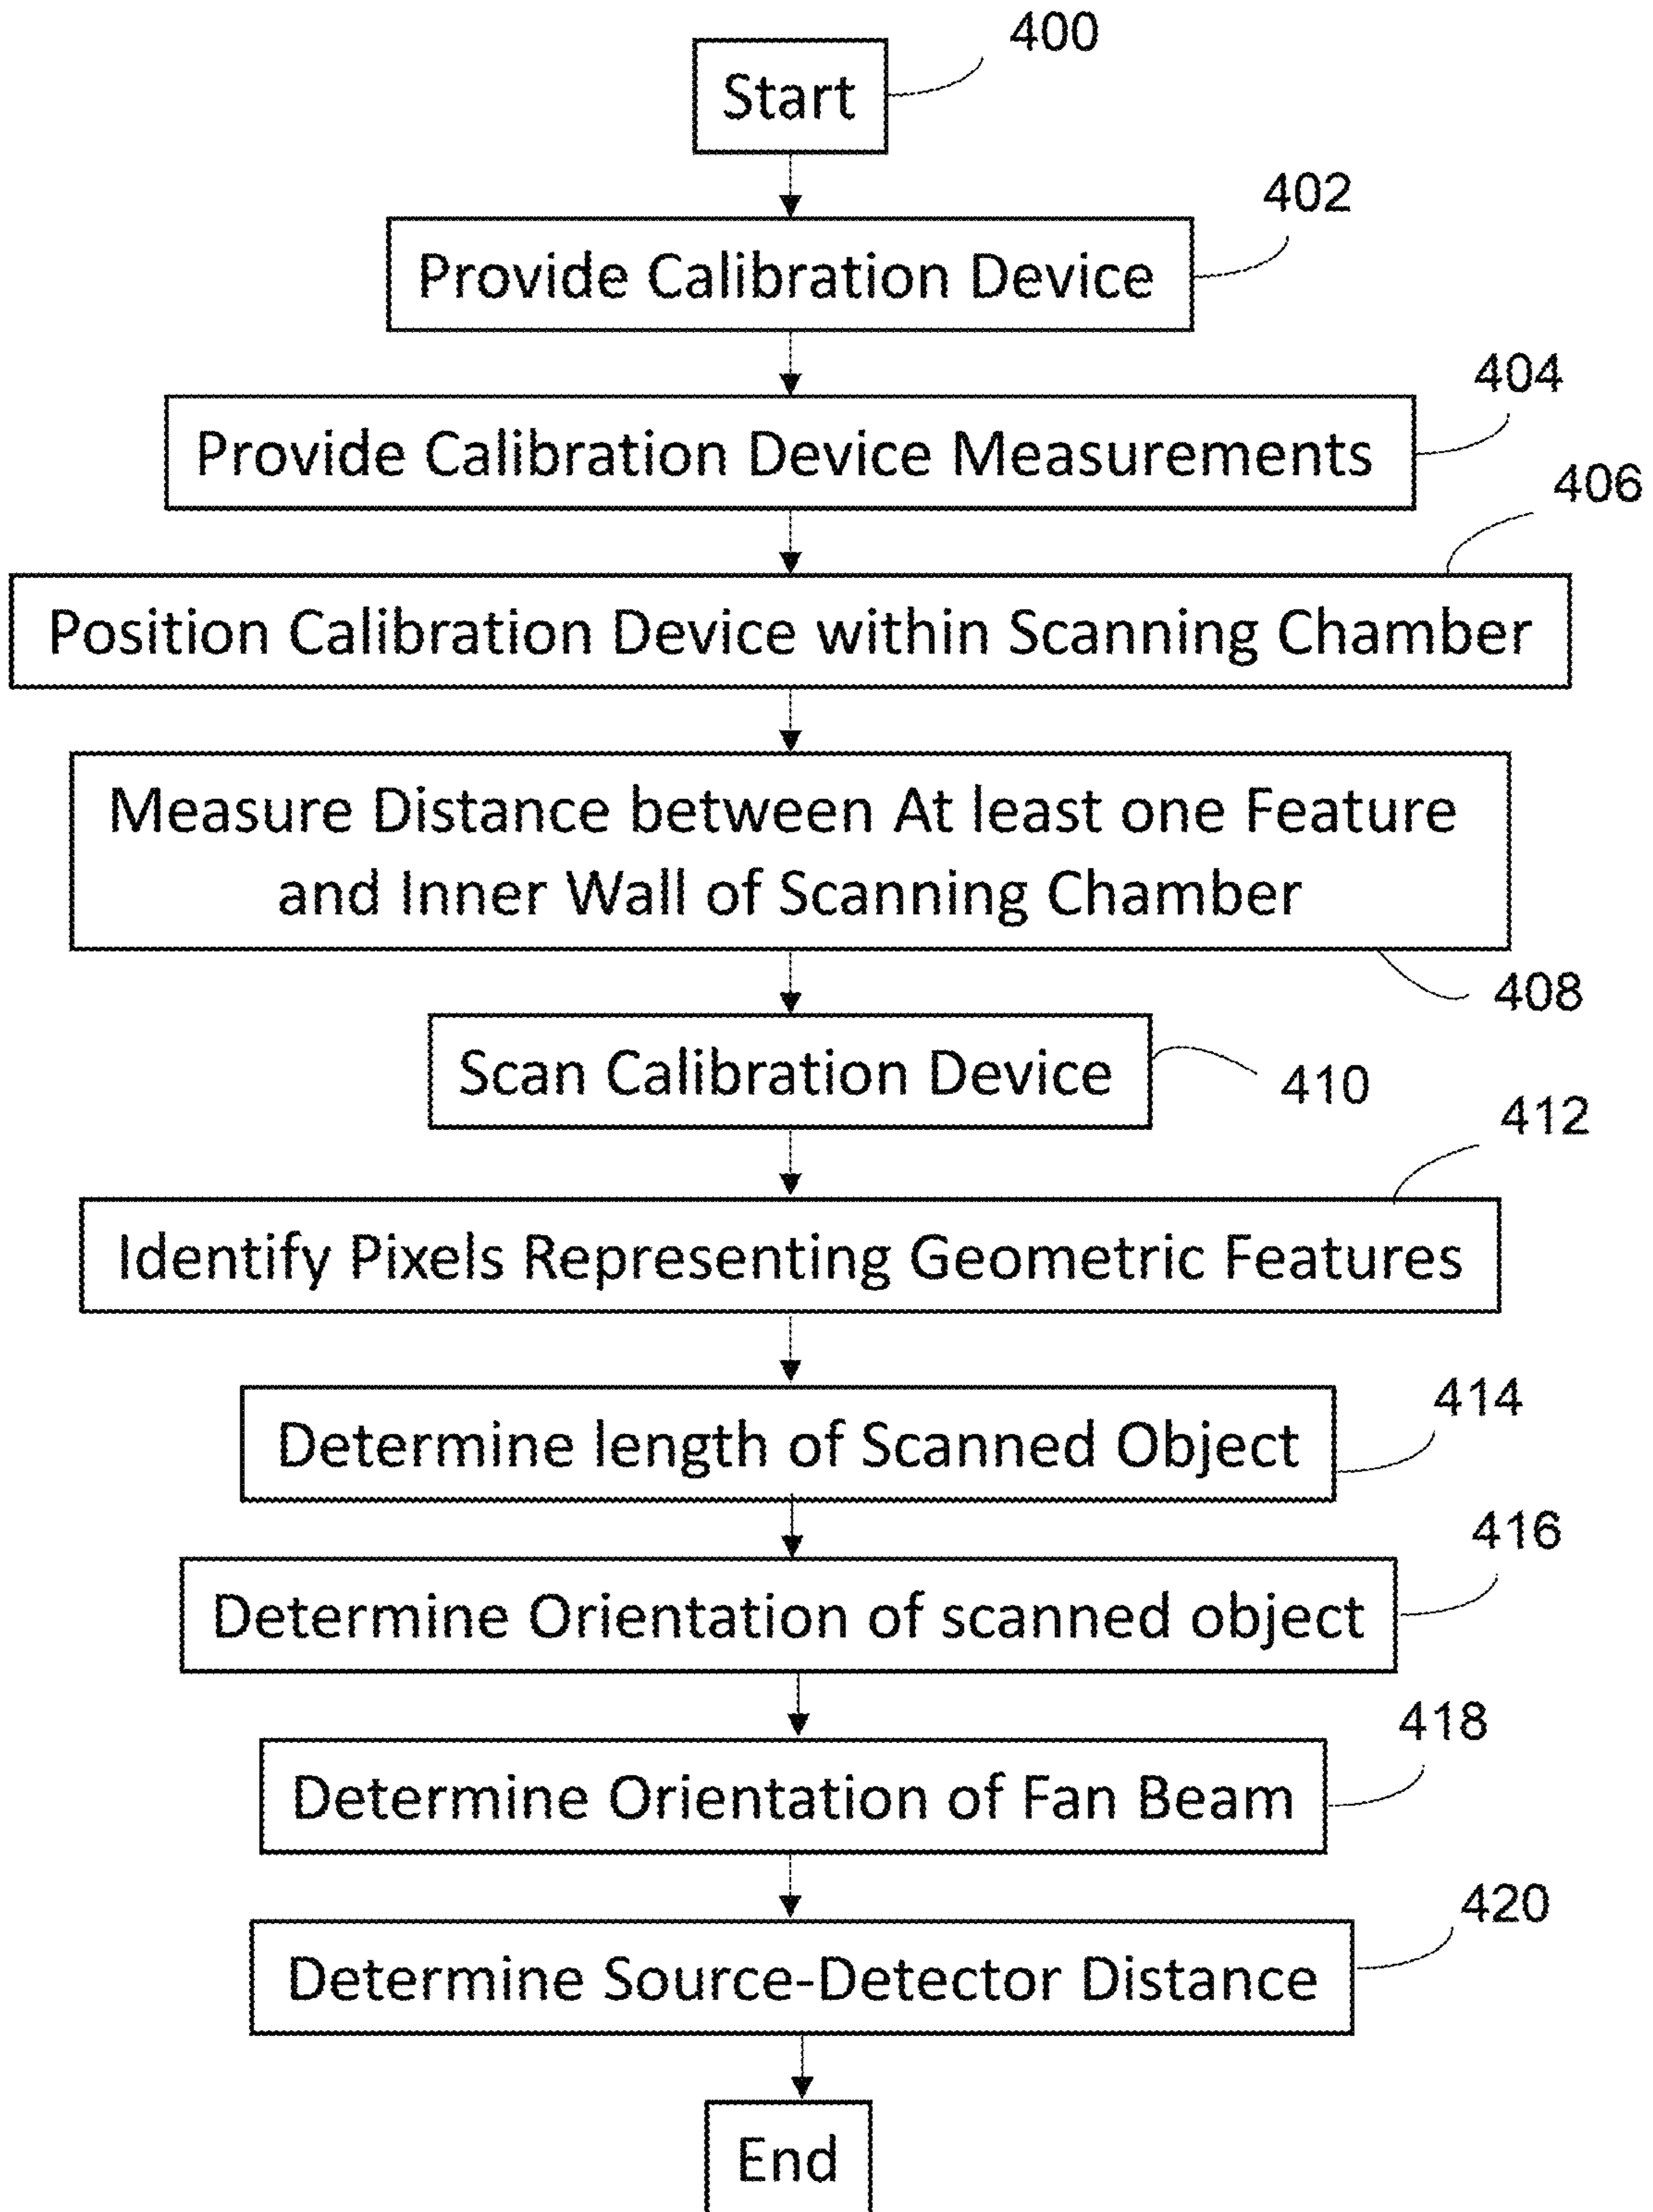 400
Start
402
Provide Calibration Device
404
Provide Calibration Device Measurements
406
Position Calibration Device within Scanning Chamber
Measure Distance between At least one Feature
and Inner Wall of Scanning Chamber
408
Scan Calibration Device
410
412
Identify Pixels Representing Geometric Features
414
Determine length of Scanned Object
416
Determine Orientation of scanned object
418
Determine Orientation of Fan Beam
420
Determine Source-Detector Distance
End